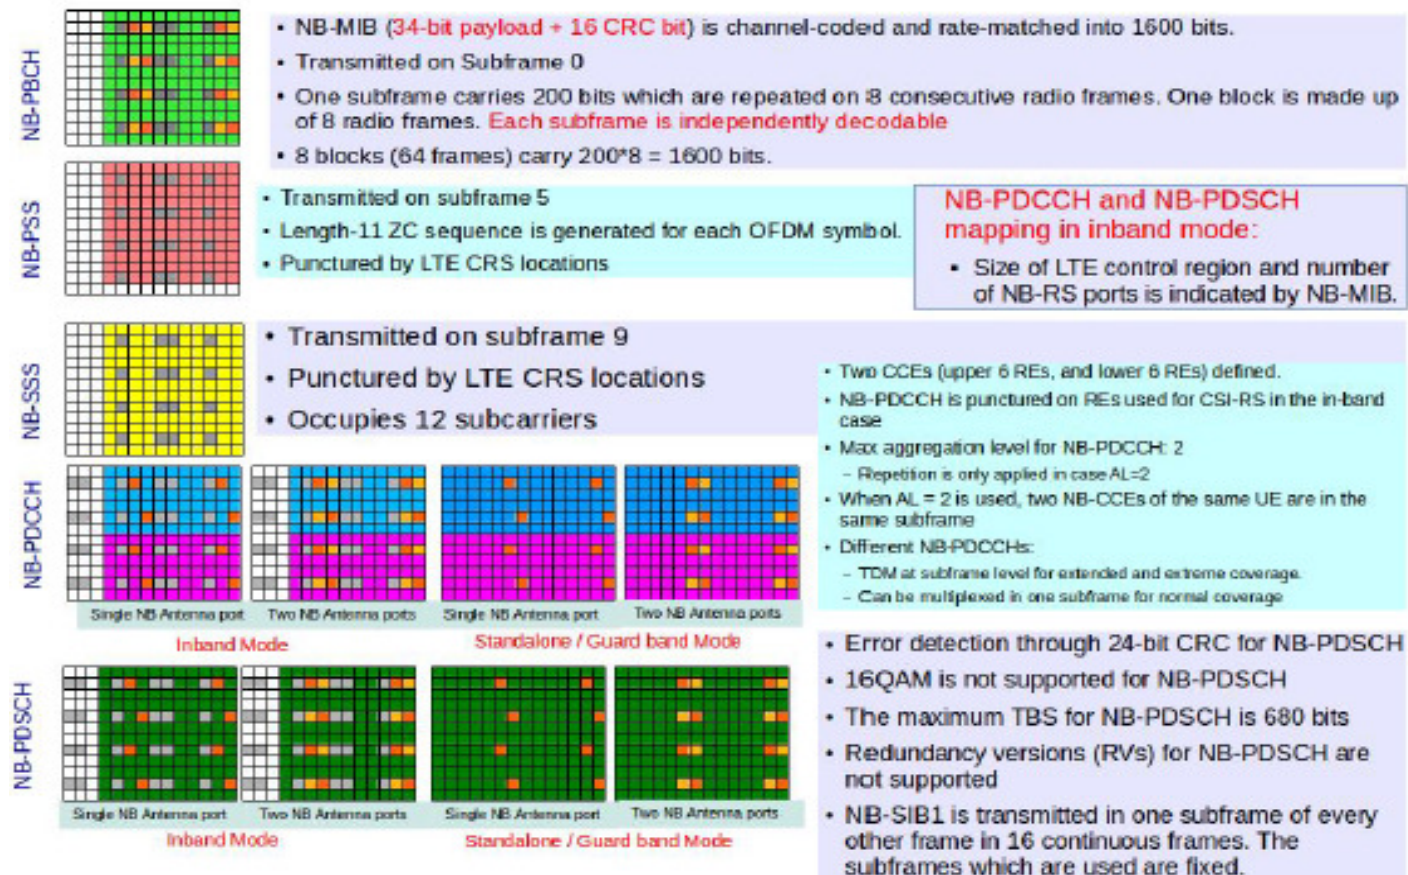 NB-PBCH
• NB-MIB (34-bit payload + 16 CRC bit) is channel-coded and rate-matched into 1600 bits.
• Transmitted on Subframe 0
• One subframe carries 200 bits which are repeated on 8 consecutive radio frames. One block is made up
of 8 radio frames. Each subframe is independently decodable
• 8 blocks (64 frames) carry 200*8 = 1600 bits.
NB-PSS
• Transmitted on subframe 5
• Length-11 ZC sequence is generated for each OFDM symbol.
• Punctured by LTE CRS locations
NB-PDCCH and NB-PDSCH
mapping in inband mode:
▪ Size of LTE control region and number
of NB-RS ports is indicated by NB-MIB.
NB-SSS
• Transmitted on subframe 9
• Punctured by LTE CRS locations
• Occupies 12 subcarriers
NB-PDCCH
• Two CCEs (upper 6 REs, and lower 6 REs) defined.
• NB-PDCCH is punctured on REs used for CSI-RS in the in-band
case
• Max aggregation level for NB-PDCCH: 2
– Repetition is only applied in case AL=2
• When AL = 2 is used, two NB-CCEs of the same UE are in the
same subframe
• Different NB-PDCCHs:
– TDM at subframe level for extended and extreme coverage.
– Can be multiplexed in one subframe for normal coverage
Single NB Antenna port
Two NB Antenna ports
Single NB Antenna port
Two NB Antenna ports
Inband Mode
Standalone / Guard band Mode
NB-PDSCH
Single NB Antenna port
Two NB Antenna ports
Single NB Antenna port
Two NB Antenna ports
Inband Mode
Standalone / Guard band Mode
• Error detection through 24-bit CRC for NB-PDSCH
• 16QAM is not supported for NB-PDSCH
• The maximum TBS for NB-PDSCH is 680 bits
• Redundancy versions (RVs) for NB-PDSCH are
not supported
• NB-SIB1 is transmitted in one subframe of every
other frame in 16 continuous frames. The
subframes which are used are fixed.